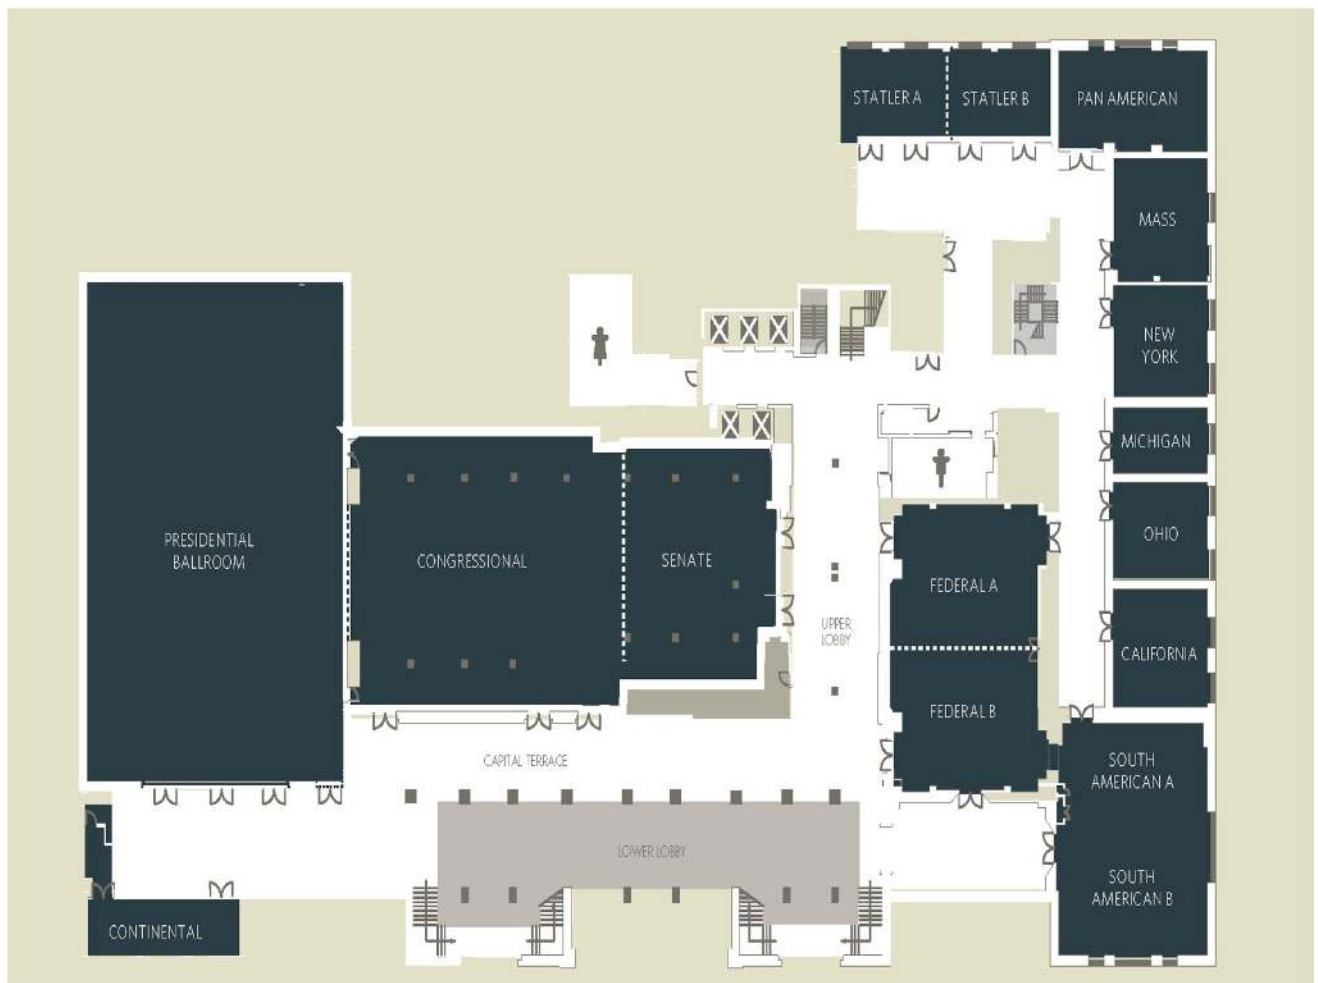 STATLER A
STATLER B
PAN AMERICAN
MASS
NEW
YORK
MICHIGAN
OHIO
CALIFORNIA
PRESIDENTIAL
BALLROOM
CONGRESSIONAL
SENATE
UPPER
LOBBY
FEDERAL A
FEDERAL B
CAPITAL TERRACE
SOUTH
AMERICAN A
LOWER LOBBY
SOUTH
AMERICAN B
CONTINENTAL